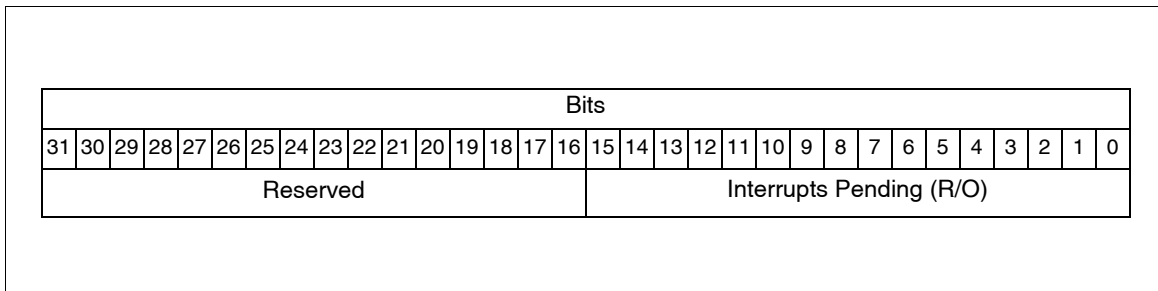 Bits
31 30 29 28 27 26 25 24 23 22 21 20 19 18 17 16 15 14 13 12 11 10 9 8 7 6 5 4 3 2 1 0
Reserved Interrupts Pending (R/O)